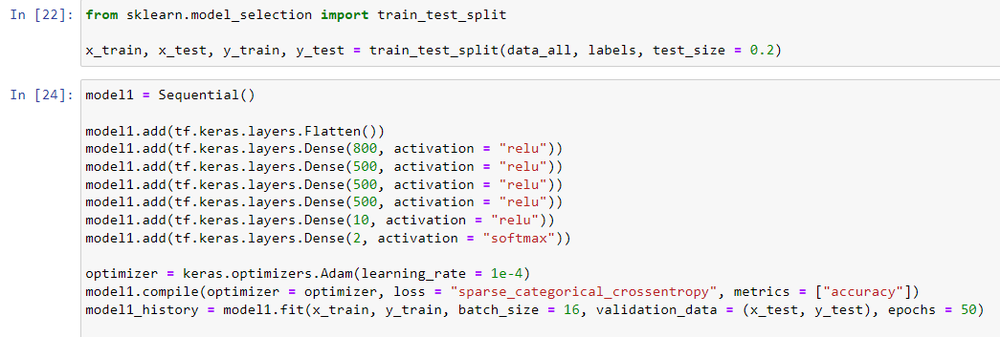 In [22]: from sklearn.model_selection import train_test_split
x_train, x_test, y_train, y_test = train_test_split(data_all, labels, test_size = 0.2)
In [24]: model1 = Sequential()
model1.add(tf.keras.layers.Flatten())
model1.add(tf.keras.layers.Dense(800, activation = "relu"))
model1.add(tf.keras.layers.Dense(500, activation = "relu"))
model1.add(tf.keras.layers.Dense(500, activation = "relu"))
model1.add(tf.keras.layers.Dense(500, activation = "relu"))
model1.add(tf.keras.layers.Dense(10, activation = "relu"))
model1.add(tf.keras.layers.Dense(2, activation = "softmax"))
optimizer = keras.optimizers.Adam(learning_rate = 1e-4)
model1.compile(optimizer = optimizer, loss = "sparse_categorical_crossentropy", metrics = ["accuracy"])
model1_history = model1.fit(x_train, y_train, batch_size = 16, validation_data = (x_test, y_test), epochs = 50)